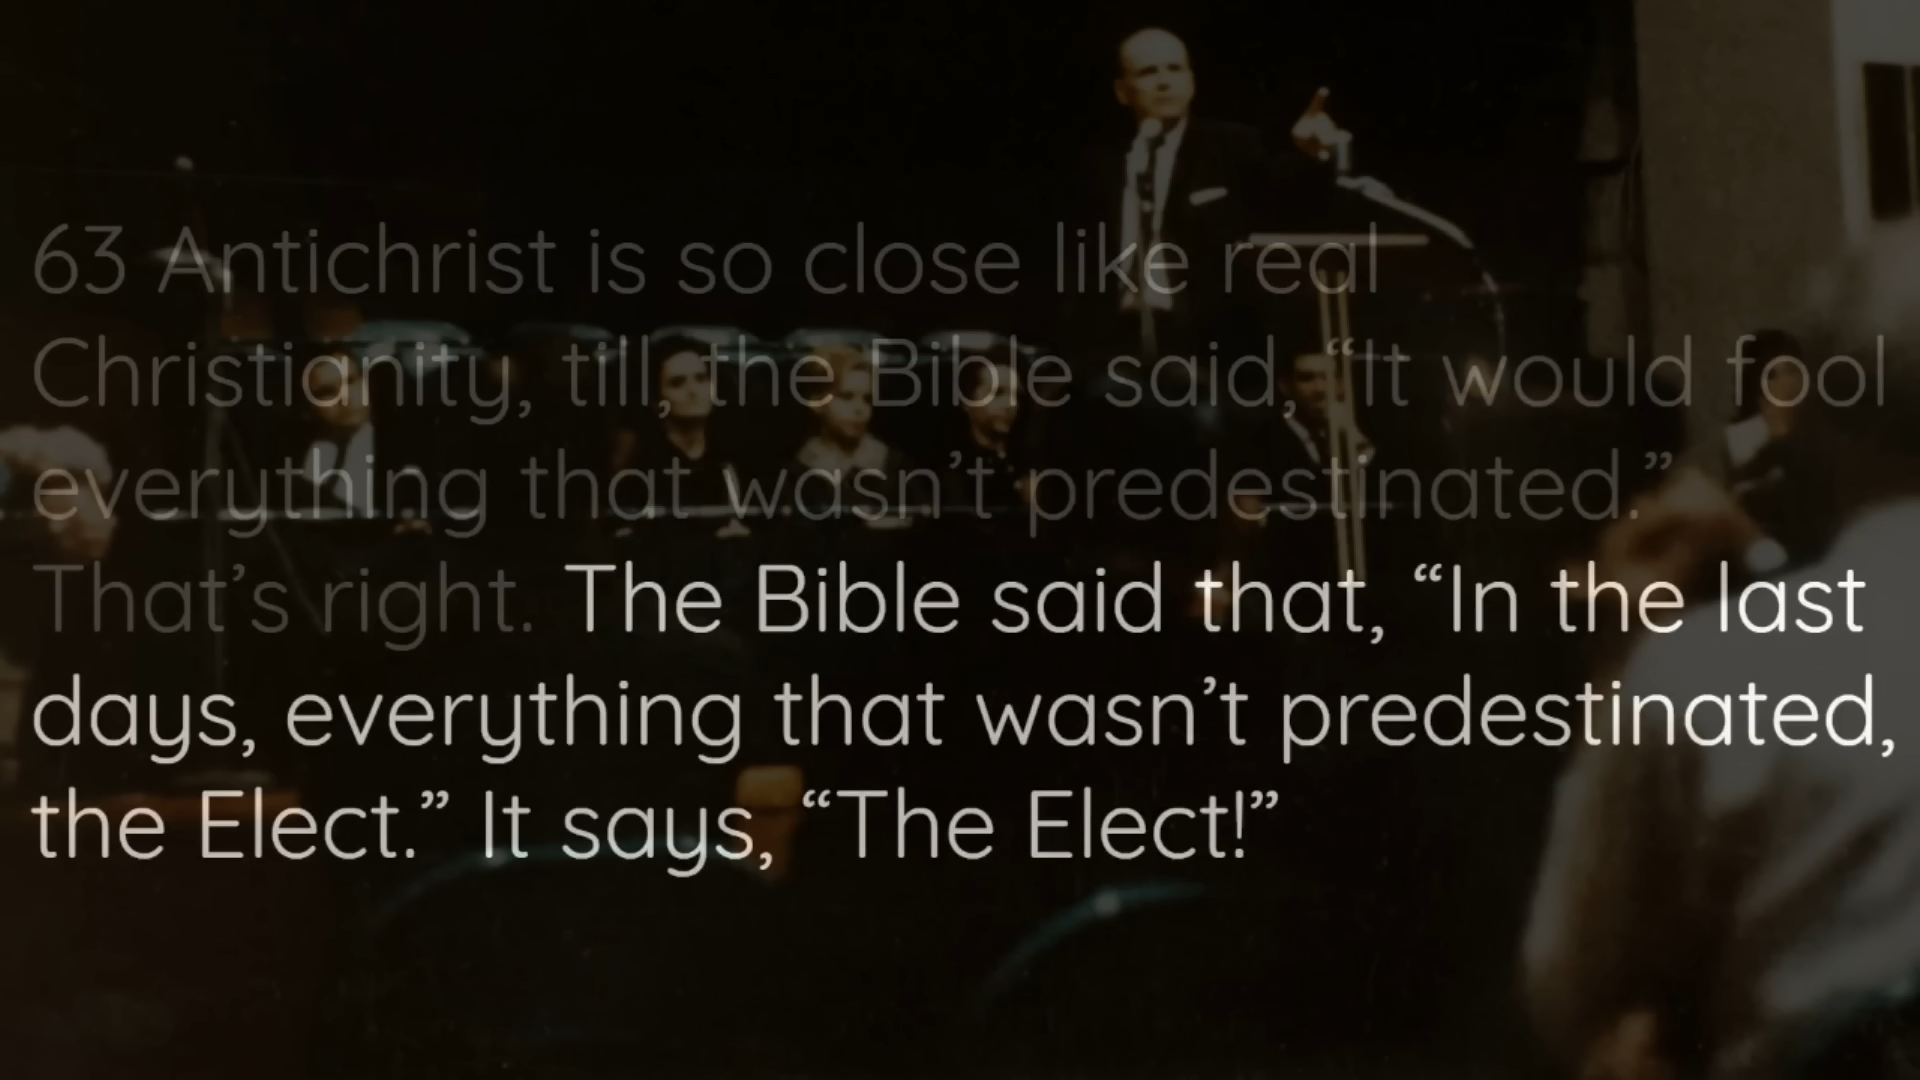 63 Antichrist is so close like real
Christianity, till, the Bible said, “It would fool
everything that wasn’t predestinated.”
That’s right. The Bible said that, “In the last
days, everything that wasn’t predestinated,
the Elect.” It says, “The Elect!”